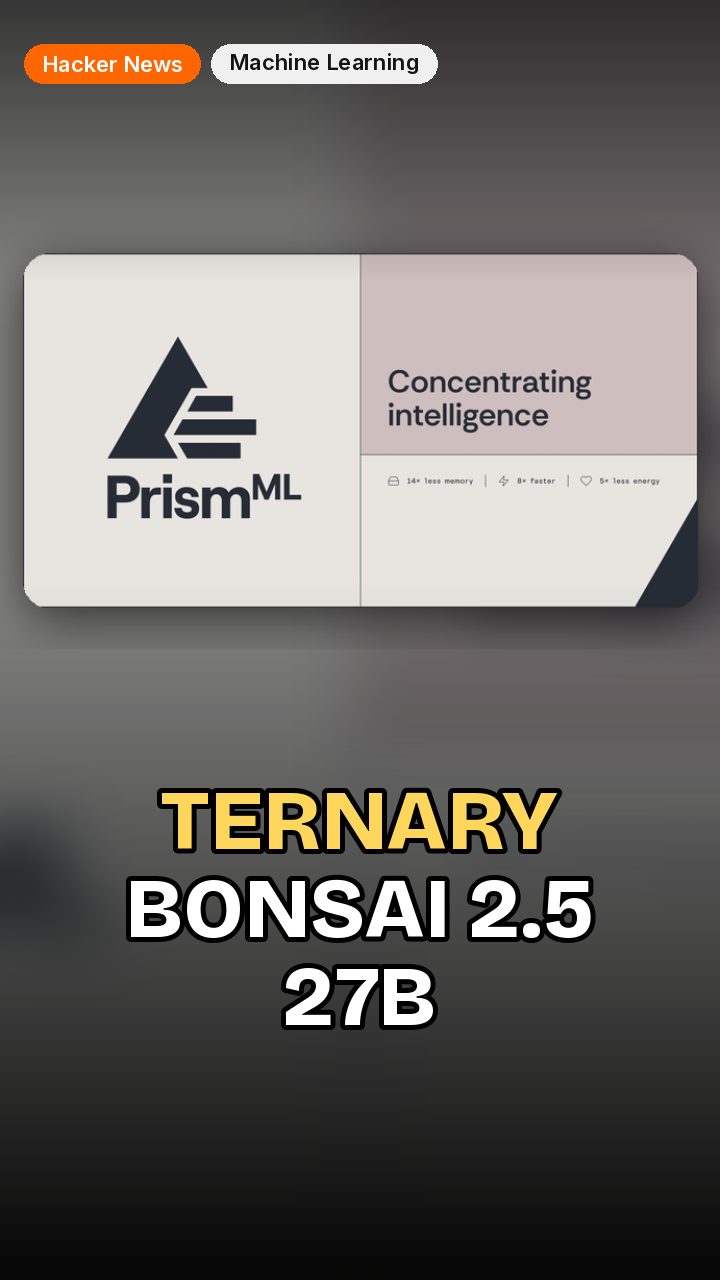 Hacker News
Machine Learning
Concentrating
intelligence
PrismML
14× less memory | 8× faster | 5× less energy
TERNARY
BONSAI 2.5
27B